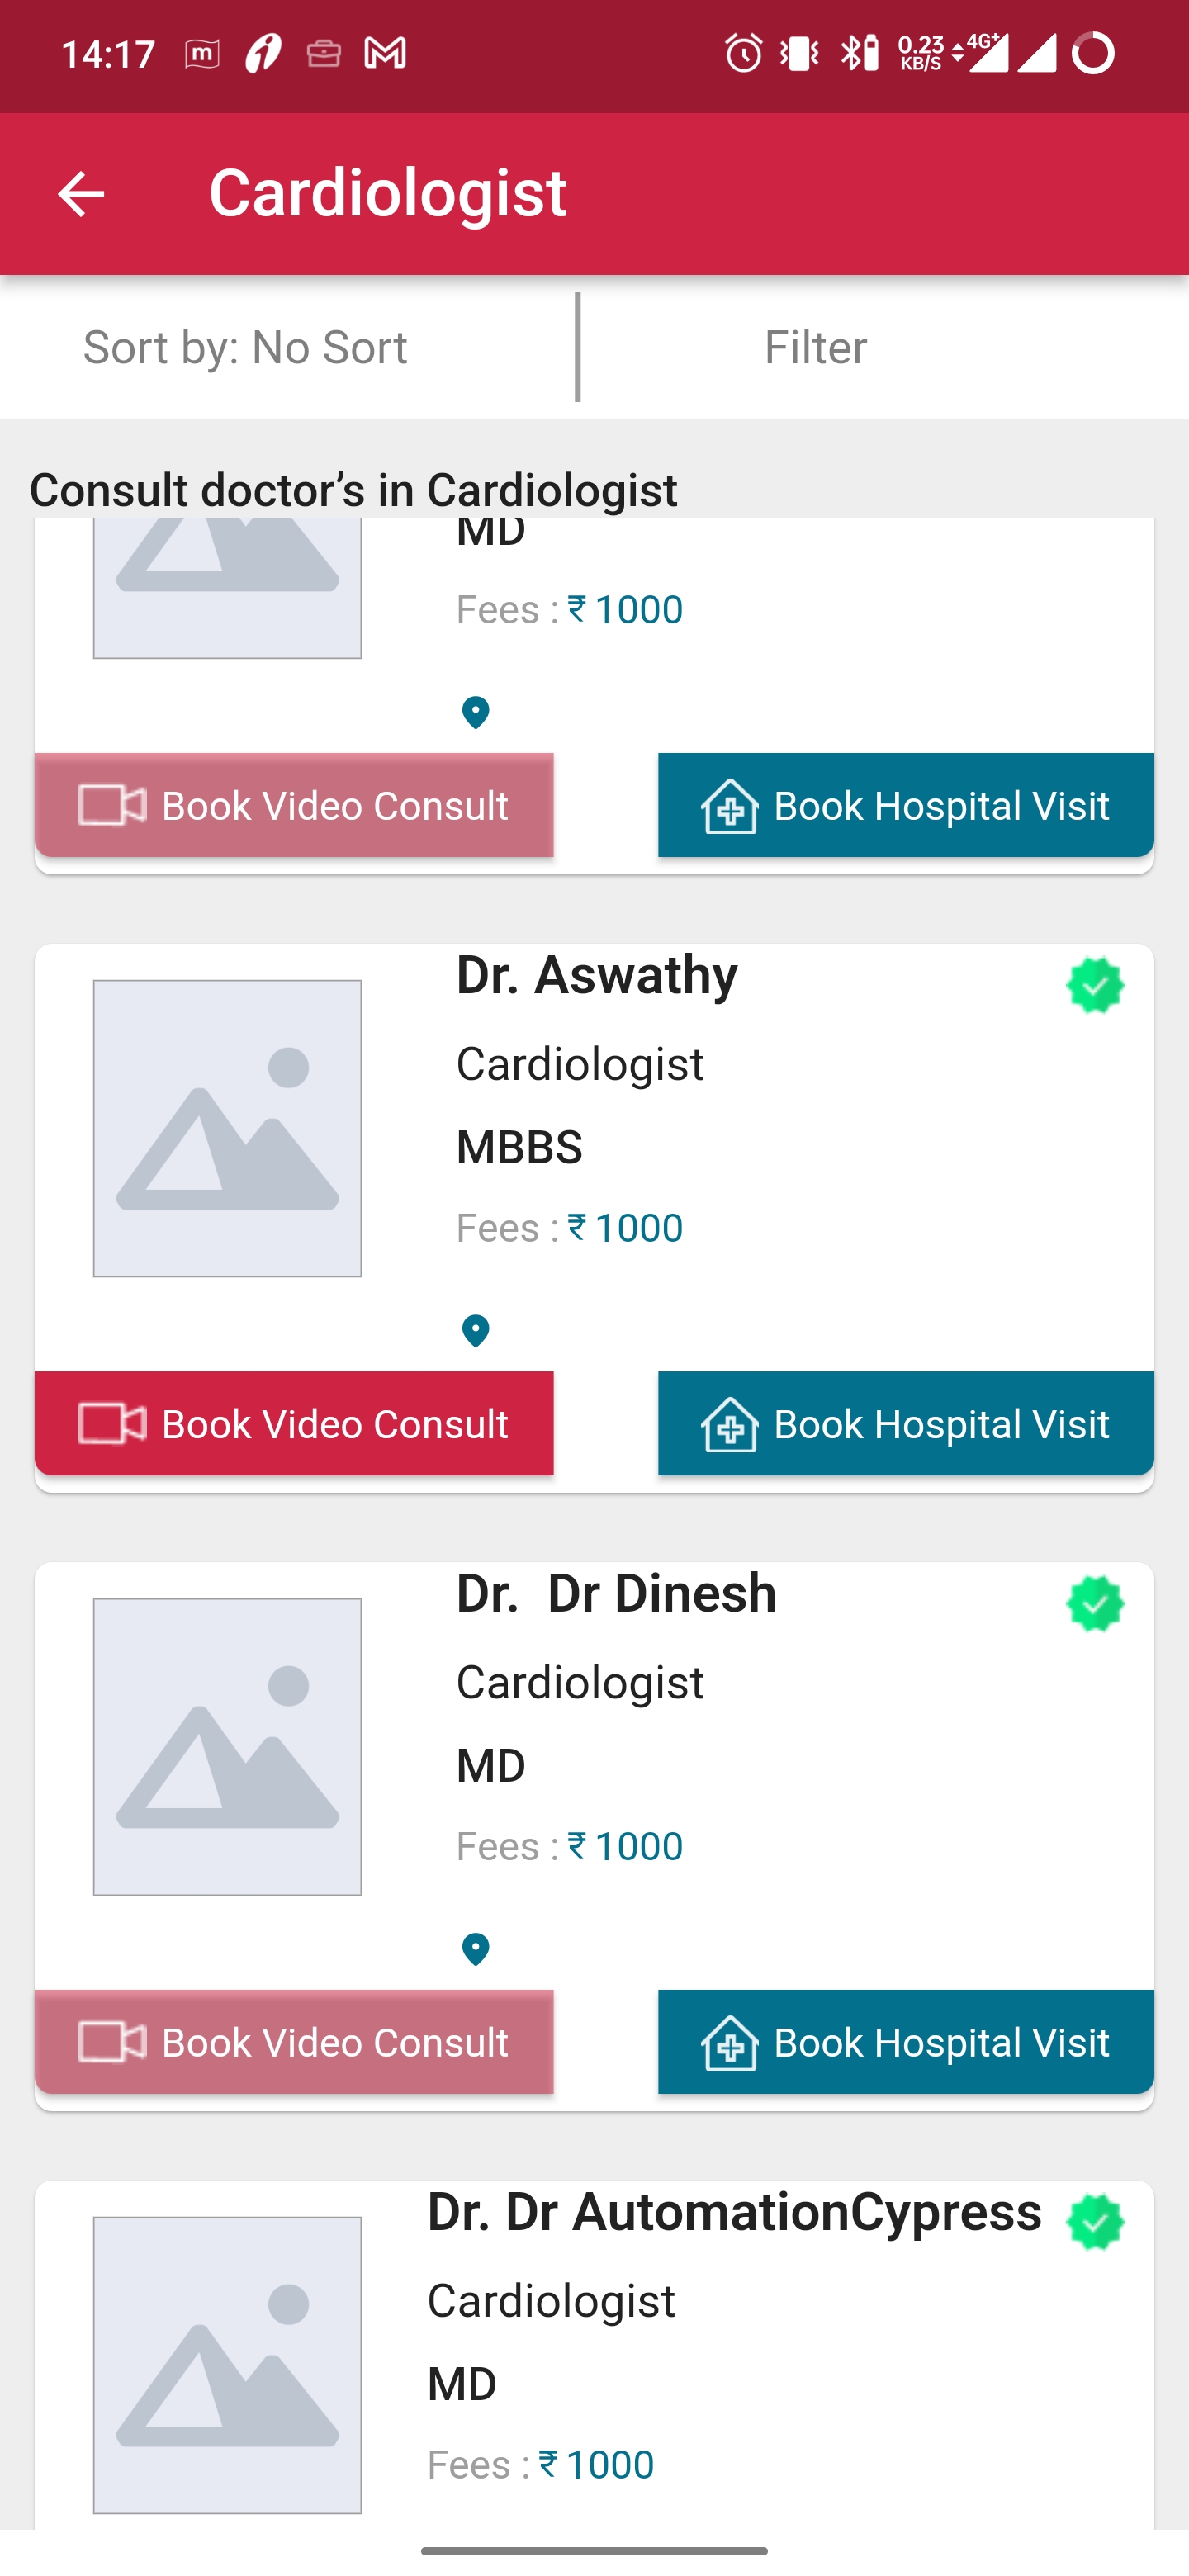 14:17
m
0.23
KB/S
4G+
Cardiologist
Sort by: No Sort
Filter
Consult doctor’s in Cardiologist
MD
Fees : ₹ 1000
Book Video Consult
Book Hospital Visit
Dr. Aswathy
Cardiologist
MBBS
Fees : ₹ 1000
Book Video Consult
Book Hospital Visit
Dr.  Dr Dinesh
Cardiologist
MD
Fees : ₹ 1000
Book Video Consult
Book Hospital Visit
Dr. Dr AutomationCypress
Cardiologist
MD
Fees : ₹ 1000